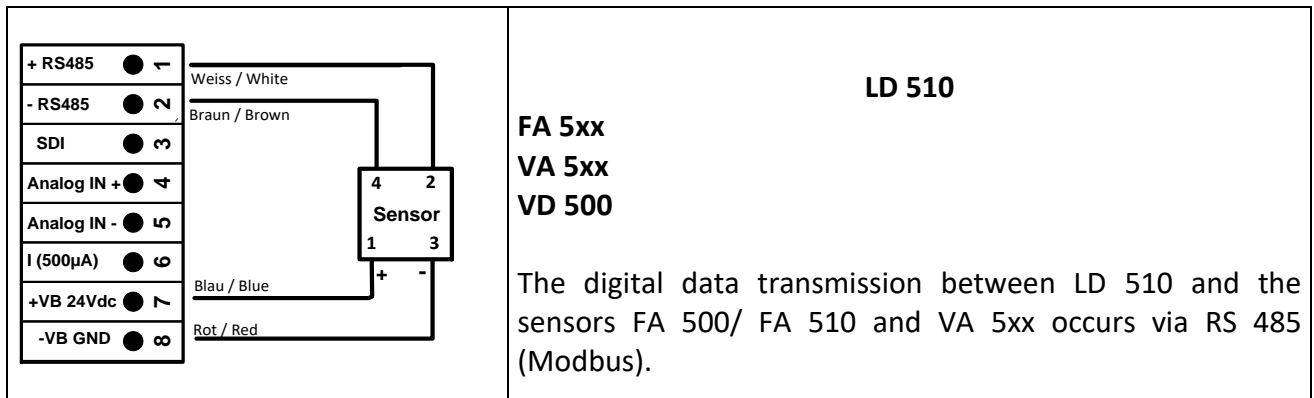 + RS485 1
Weiss / White
- RS485 2
Braun / Brown
SDI 3
Analog IN + 4
Analog IN - 5
I (500µA) 6
Blau / Blue
+VB 24Vdc 7
Rot / Red
-VB GND 8
4 2
Sensor
1 3
+ -
LD 510
FA 5xx
VA 5xx
VD 500
The digital data transmission between LD 510 and the
sensors FA 500/ FA 510 and VA 5xx occurs via RS 485
(Modbus).